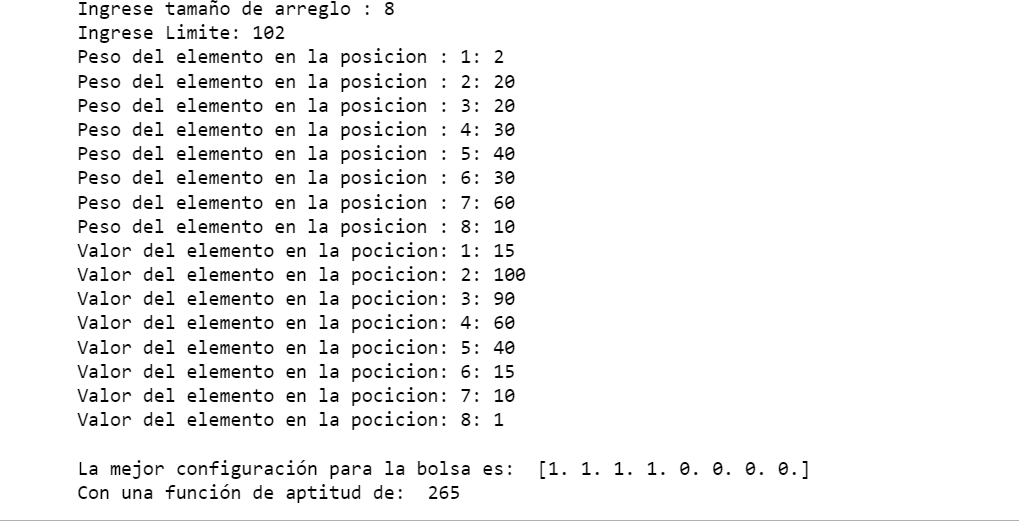 Ingrese tamaño de arreglo : 8
Ingrese Limite: 102
Peso del elemento en la posicion : 1: 2
Peso del elemento en la posicion : 2: 20
Peso del elemento en la posicion : 3: 20
Peso del elemento en la posicion : 4: 30
Peso del elemento en la posicion : 5: 40
Peso del elemento en la posicion : 6: 30
Peso del elemento en la posicion : 7: 60
Peso del elemento en la posicion : 8: 10
Valor del elemento en la pocicion: 1: 15
Valor del elemento en la pocicion: 2: 100
Valor del elemento en la pocicion: 3: 90
Valor del elemento en la pocicion: 4: 60
Valor del elemento en la pocicion: 5: 40
Valor del elemento en la pocicion: 6: 15
Valor del elemento en la pocicion: 7: 10
Valor del elemento en la pocicion: 8: 1
La mejor configuración para la bolsa es:  [1. 1. 1. 1. 0. 0. 0. 0.]
Con una función de aptitud de:  265